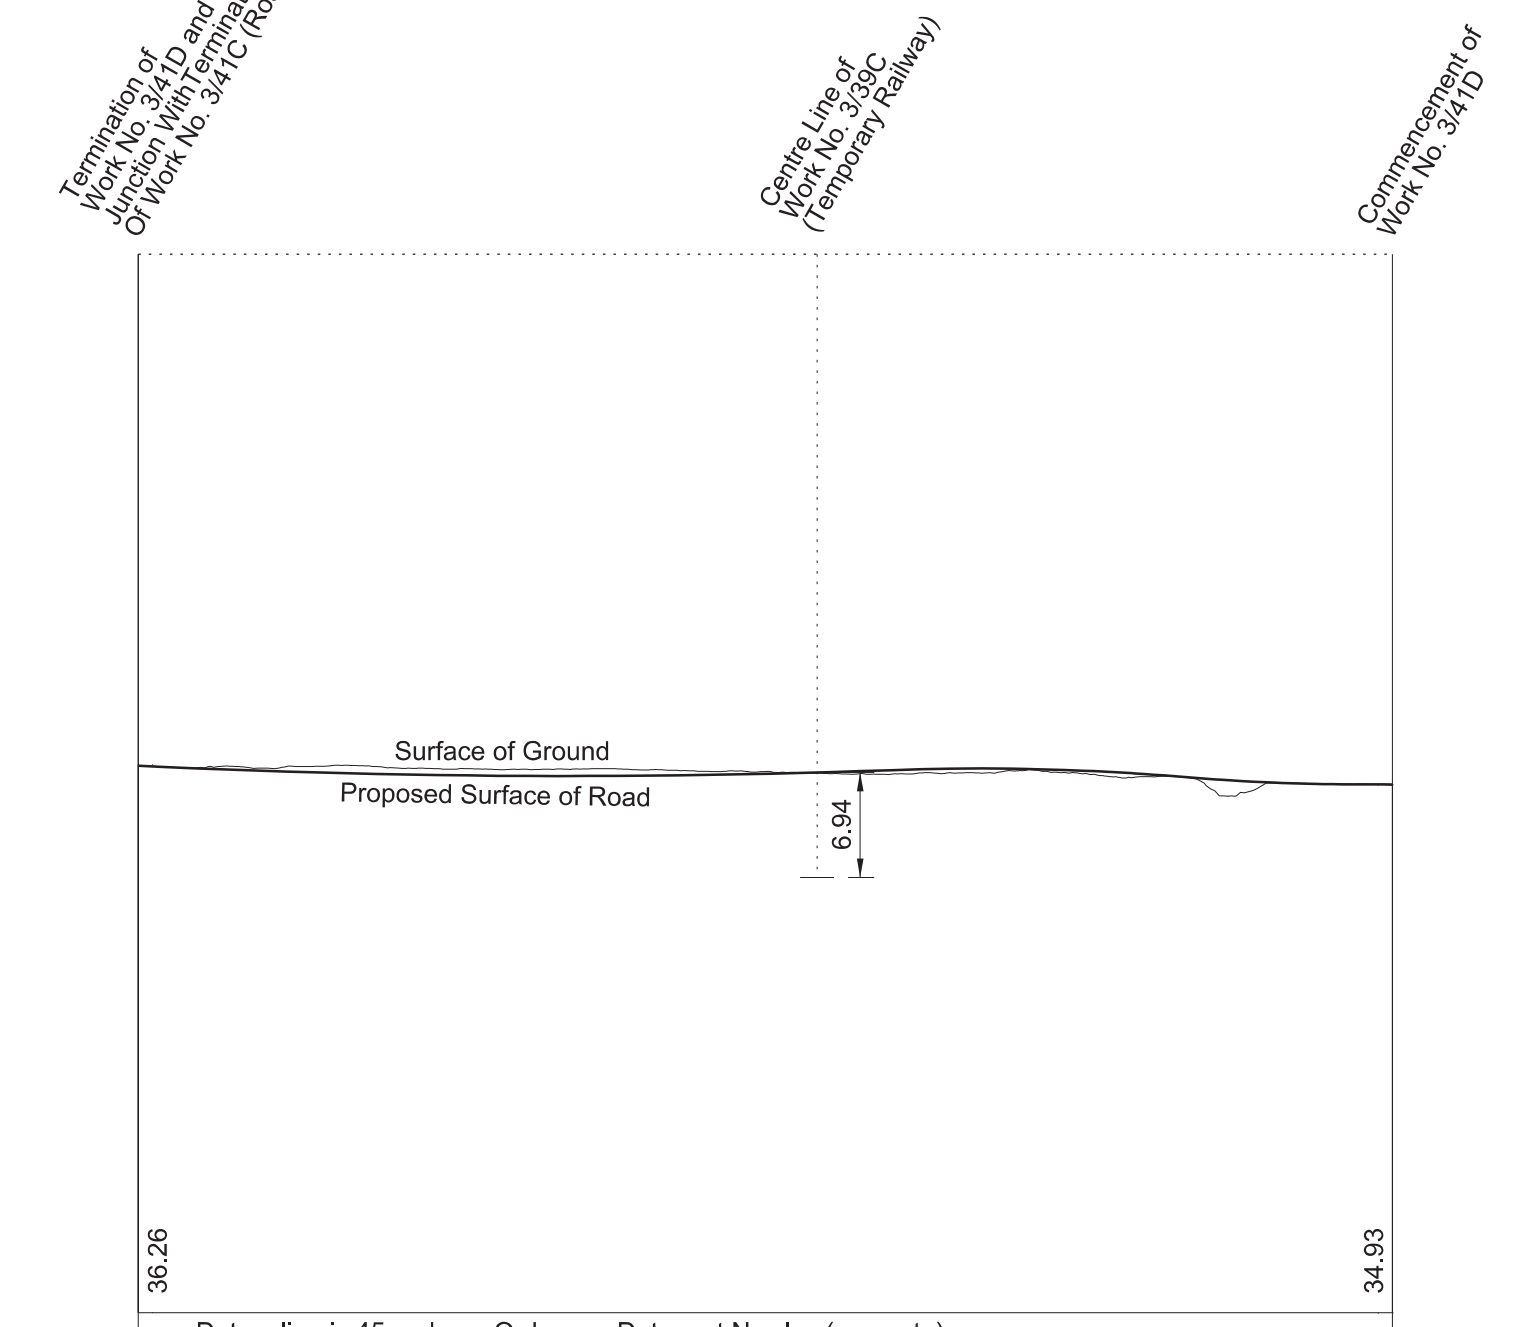 Termination of
Work No. 3/41D and
Junction With
Of Work No. 3/41C
Centre Line of
Work No. 3/39C
(Temporary Railway)
Commencement of
Work No. 3/41D
Surface of Ground
Proposed Surface of Road
6.94
36.26
34.93